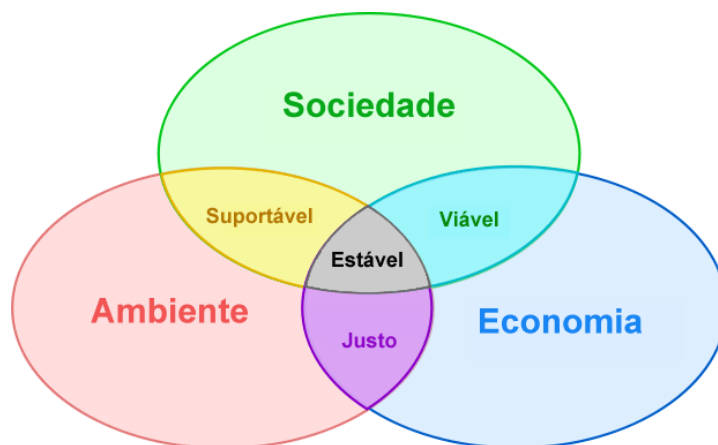 Sociedade
Suportável
Viável
Estável
Ambiente
Economia
Justo